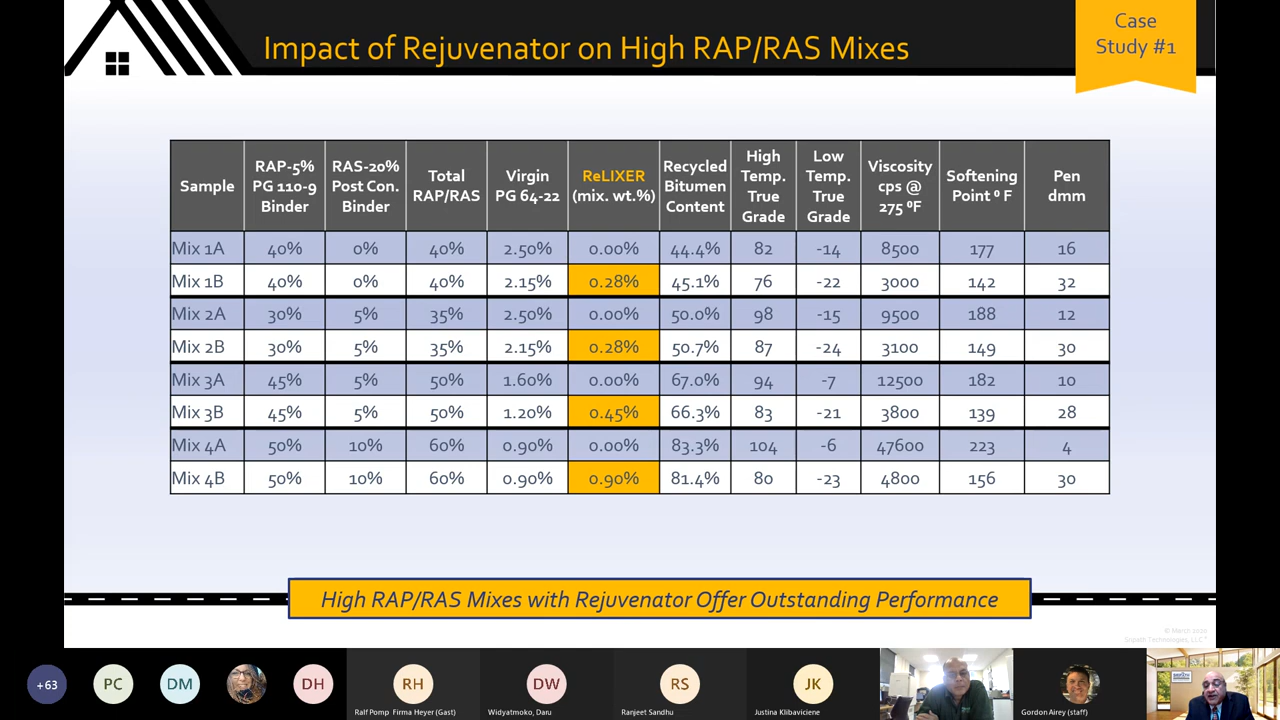 Impact of Rejuvenator on High RAP/RAS Mixes
Case
Study #1
Sample RAP-5% PG 110-9 Binder RAS-20% Post Con. Binder Total RAP/RAS Virgin PG 64-22 ReLIXER (mix. wt.%) Recycled Bitumen Content High Temp. True Grade Low Temp. True Grade Viscosity cps @ 275 ⁰F Softening Point ⁰ F Pen dmm
Mix 1A 40% 0% 40% 2.50% 0.00% 44.4% 82 -14 8500 177 16
Mix 1B 40% 0% 40% 2.15% 0.28% 45.1% 76 -22 3000 142 32
Mix 2A 30% 5% 35% 2.50% 0.00% 50.0% 98 -15 9500 188 12
Mix 2B 30% 5% 35% 2.15% 0.28% 50.7% 87 -24 3100 149 30
Mix 3A 45% 5% 50% 1.60% 0.00% 67.0% 94 -7 12500 182 10
Mix 3B 45% 5% 50% 1.20% 0.45% 66.3% 83 -21 3800 139 28
Mix 4A 50% 10% 60% 0.90% 0.00% 83.3% 104 -6 47600 223 4
Mix 4B 50% 10% 60% 0.90% 0.90% 81.4% 80 -23 4800 156 30
High RAP/RAS Mixes with Rejuvenator Offer Outstanding Performance
© March 2020
Sripath Technologies, LLC
+63 PC DM DH RH DW RS JK
Ralf Pomp Firma Heyer (Gast) Widyatmoko, Daru Ranjeet Sandhu Justina Klibaviciene Gordon Airey (staff)